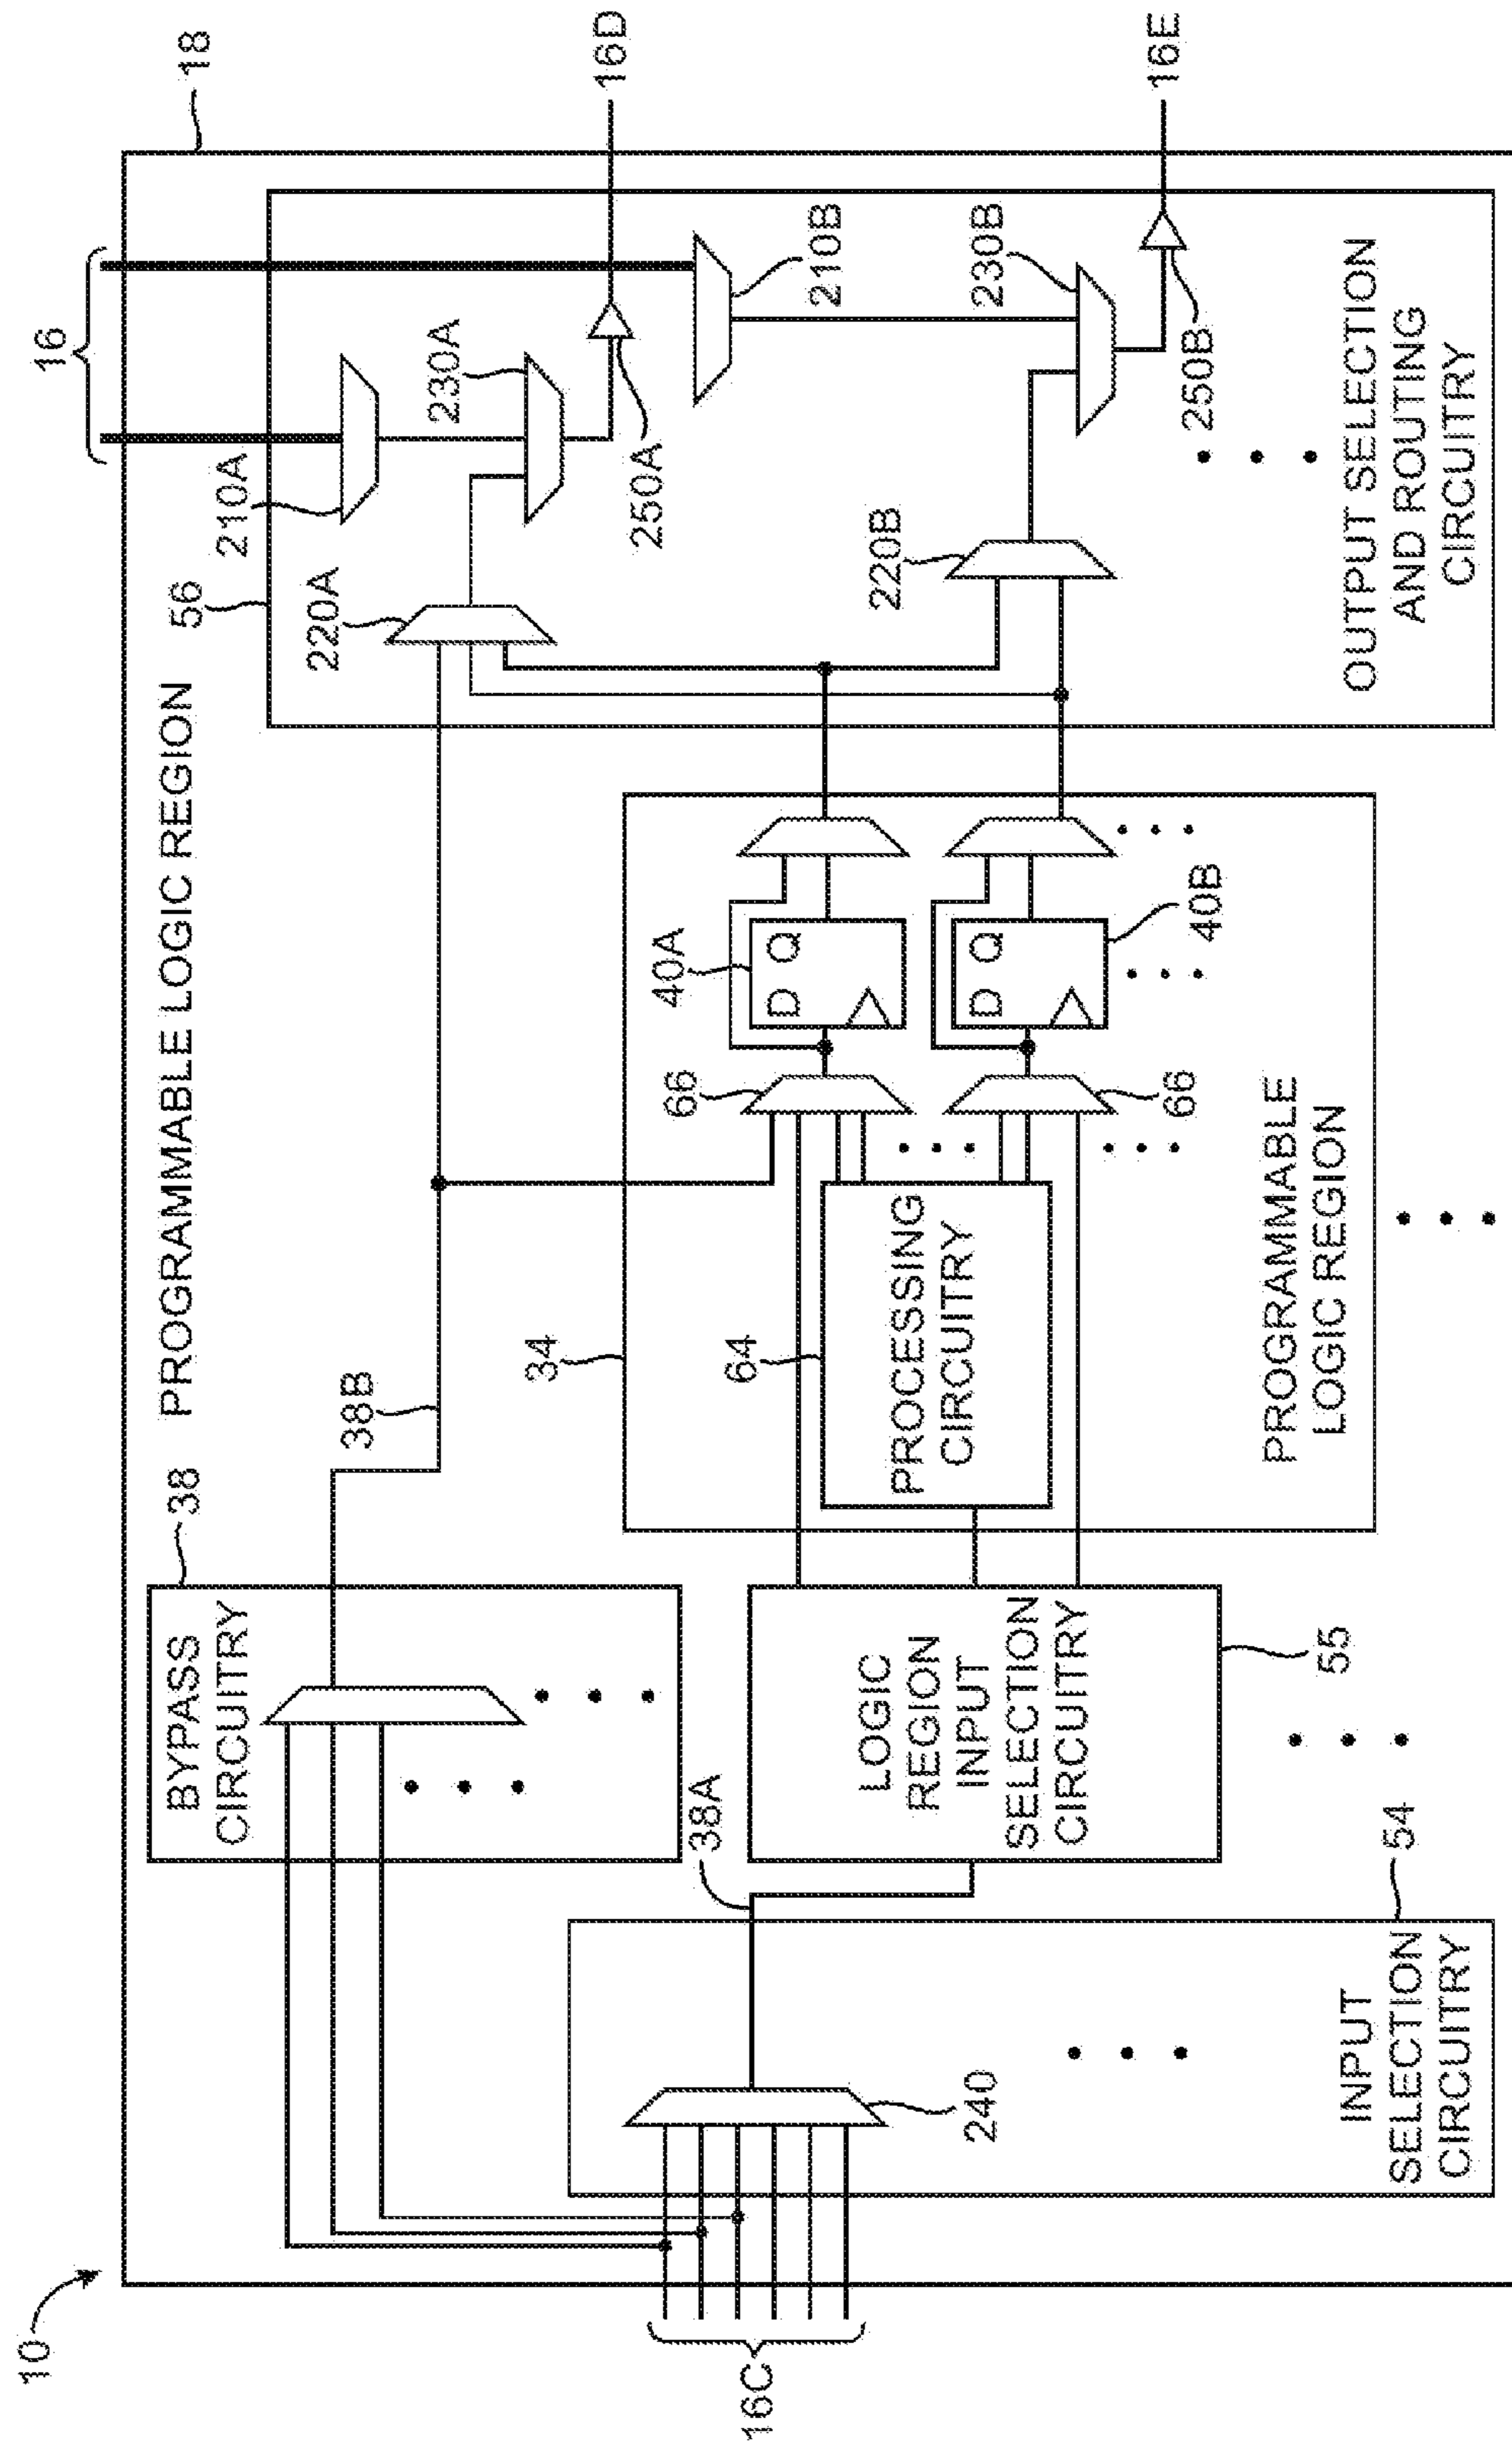 10
18
PROGRAMMABLE LOGIC REGION
16
16C
16D
16E
38
BYPASS
CIRCUITRY
38B
38A
240
INPUT
SELECTION
CIRCUITRY
54
LOGIC
REGION
INPUT
SELECTION
CIRCUITRY
55
34
64
PROCESSING
CIRCUITRY
66
66
40A
D Q
D Q
40B
PROGRAMMABLE
LOGIC REGION
56
220A
210A
230A
250A
210B
220B
230B
250B
OUTPUT SELECTION
AND ROUTING
CIRCUITRY